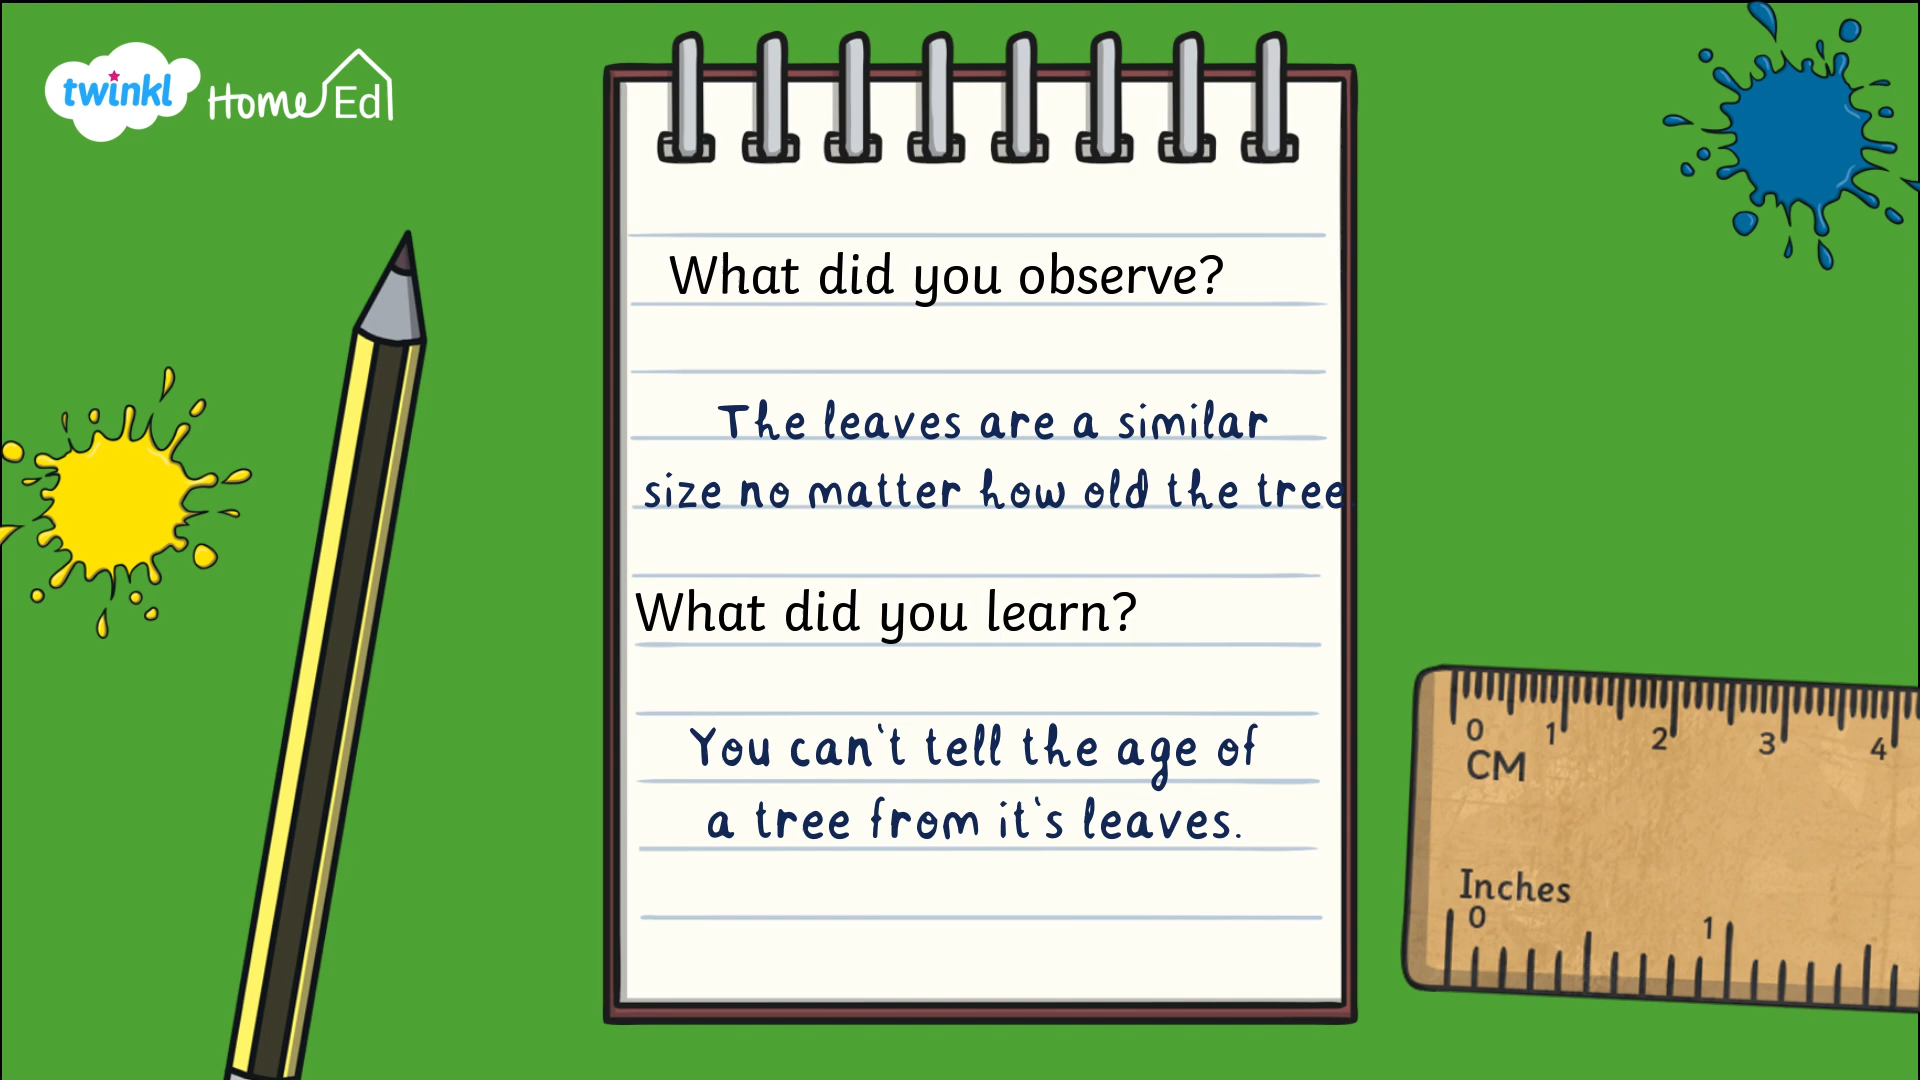 twinkl Home Ed
What did you observe?
The leaves are a similar
size no matter how old the tree
What did you learn?
You can't tell the age of
a tree from it's leaves.
0 1 2 3 4
CM
Inches
0 1